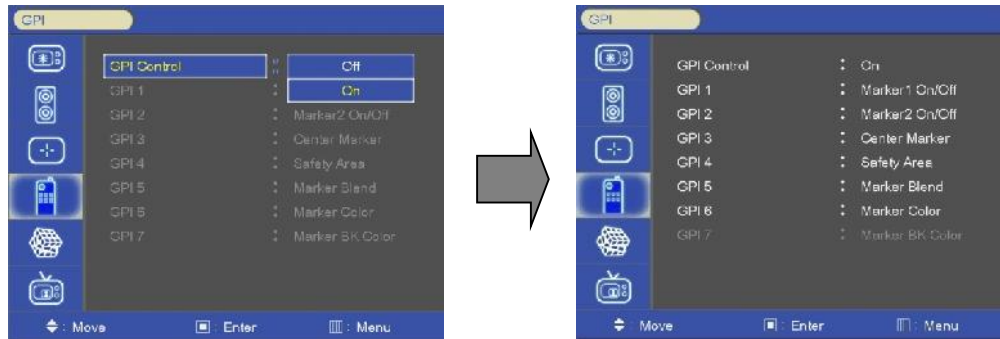 GPI
GPI Control : Off
GPI 1 : On
GPI 2 : Marker2 On/Off
GPI 3 : Center Marker
GPI 4 : Safety Area
GPI 5 : Marker Blend
GPI 6 : Marker Color
GPI 7 : Marker BK Color
: Move : Enter : Menu
GPI
GPI Control : On
GPI 1 : Marker1 On/Off
GPI 2 : Marker2 On/Off
GPI 3 : Center Marker
GPI 4 : Safety Area
GPI 5 : Marker Blend
GPI 6 : Marker Color
GPI 7 : Marker BK Color
: Move : Enter : Menu